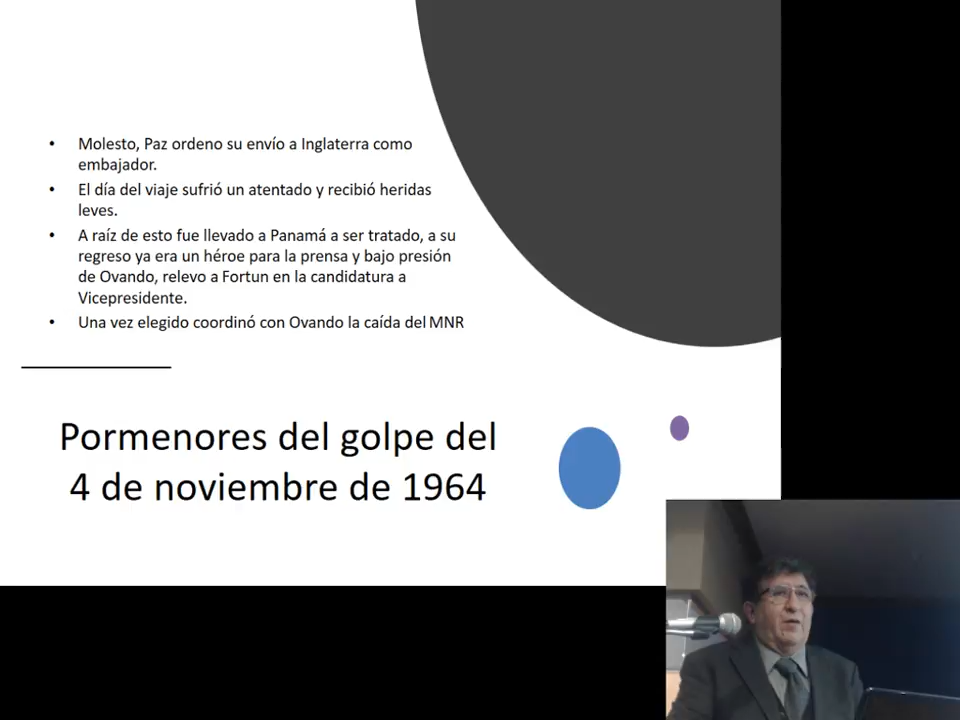 • Molesto, Paz ordeno su envío a Inglaterra como
embajador.
• El día del viaje sufrió un atentado y recibió heridas
leves.
• A raíz de esto fue llevado a Panamá a ser tratado, a su
regreso ya era un héroe para la prensa y bajo presión
de Ovando, relevo a Fortun en la candidatura a
Vicepresidente.
• Una vez elegido coordinó con Ovando la caída del MNR
Pormenores del golpe del
4 de noviembre de 1964